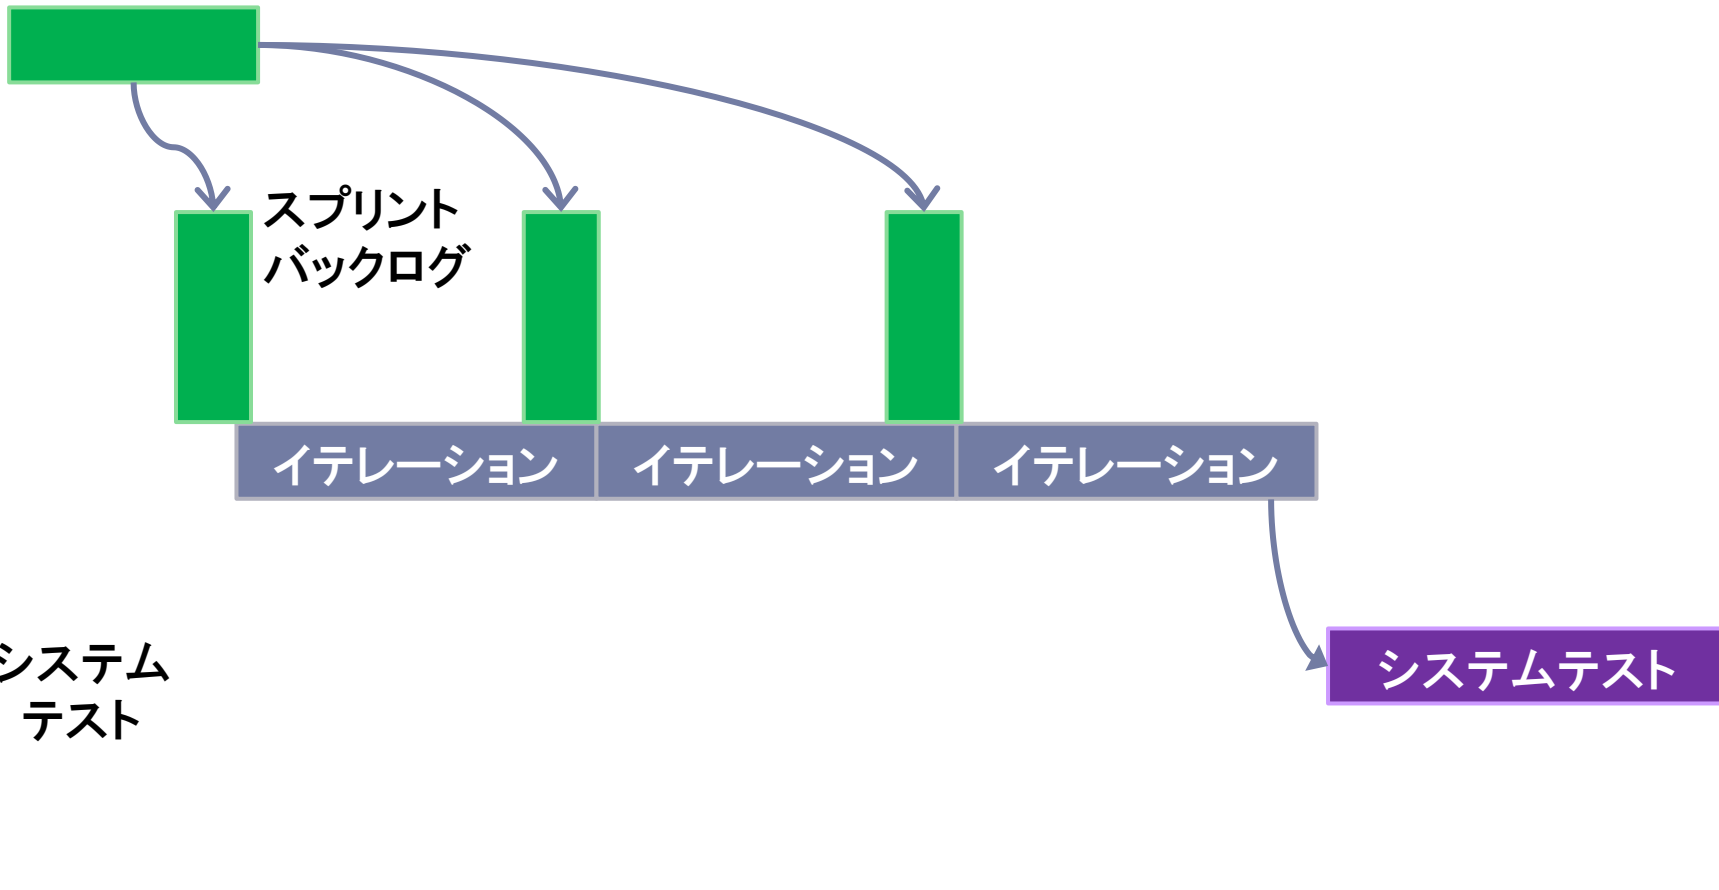 スプリント
バックログ
イテレーション イテレーション イテレーション
システム
テスト
システムテスト